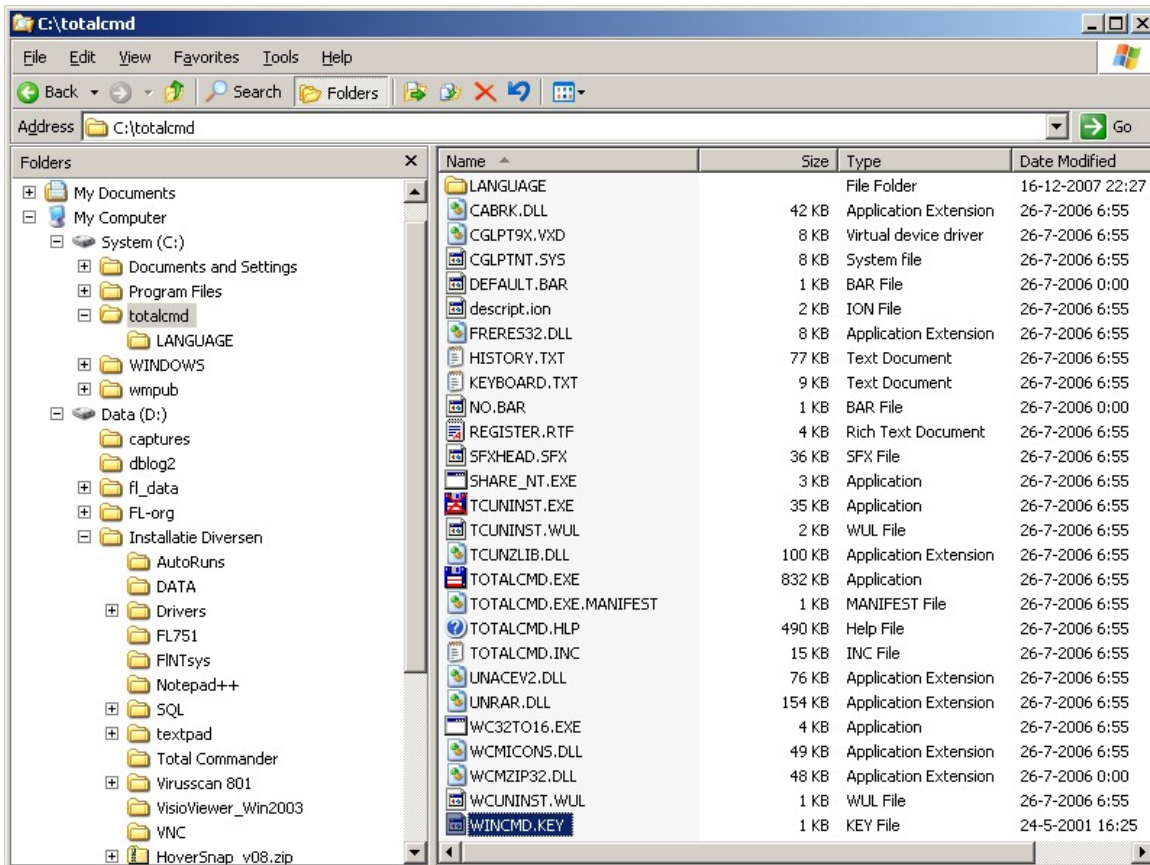 C:\totalcmd
File Edit View Favorites Tools Help
Back Search Folders
Address C:\totalcmd Go
Folders
My Documents
My Computer
System (C:)
Documents and Settings
Program Files
totalcmd
LANGUAGE
WINDOWS
wmpub
Data (D:)
captures
dblog2
fl_data
FL-org
Installatie Diversen
AutoRuns
DATA
Drivers
FL751
FlNTsys
Notepad++
SQL
textpad
Total Commander
Virusscan 801
VisioViewer_Win2003
VNC
HoverSnap_v08.zip
Name Size Type Date Modified
LANGUAGE File Folder 16-12-2007 22:27
CABRK.DLL 42 KB Application Extension 26-7-2006 6:55
CGLPT9X.VXD 8 KB Virtual device driver 26-7-2006 6:55
CGLPTNT.SYS 8 KB System file 26-7-2006 6:55
DEFAULT.BAR 1 KB BAR File 26-7-2006 0:00
descript.ion 2 KB ION File 26-7-2006 6:55
FRERES32.DLL 8 KB Application Extension 26-7-2006 6:55
HISTORY.TXT 77 KB Text Document 26-7-2006 6:55
KEYBOARD.TXT 9 KB Text Document 26-7-2006 6:55
NO.BAR 1 KB BAR File 26-7-2006 0:00
REGISTER.RTF 4 KB Rich Text Document 26-7-2006 6:55
SFXHEAD.SFX 36 KB SFX File 26-7-2006 6:55
SHARE_NT.EXE 3 KB Application 26-7-2006 6:55
TCUNINST.EXE 35 KB Application 26-7-2006 6:55
TCUNINST.WUL 2 KB WUL File 26-7-2006 6:55
TCUNZLIB.DLL 100 KB Application Extension 26-7-2006 6:55
TOTALCMD.EXE 832 KB Application 26-7-2006 6:55
TOTALCMD.EXE.MANIFEST 1 KB MANIFEST File 26-7-2006 6:55
TOTALCMD.HLP 490 KB Help File 26-7-2006 6:55
TOTALCMD.INC 15 KB INC File 26-7-2006 6:55
UNACEV2.DLL 76 KB Application Extension 26-7-2006 6:55
UNRAR.DLL 154 KB Application Extension 26-7-2006 6:55
WC32TO16.EXE 4 KB Application 26-7-2006 6:55
WCMICONS.DLL 49 KB Application Extension 26-7-2006 6:55
WCMZIP32.DLL 48 KB Application Extension 26-7-2006 0:00
WCUNINST.WUL 1 KB WUL File 26-7-2006 6:55
WINCMD.KEY 1 KB KEY File 24-5-2001 16:25